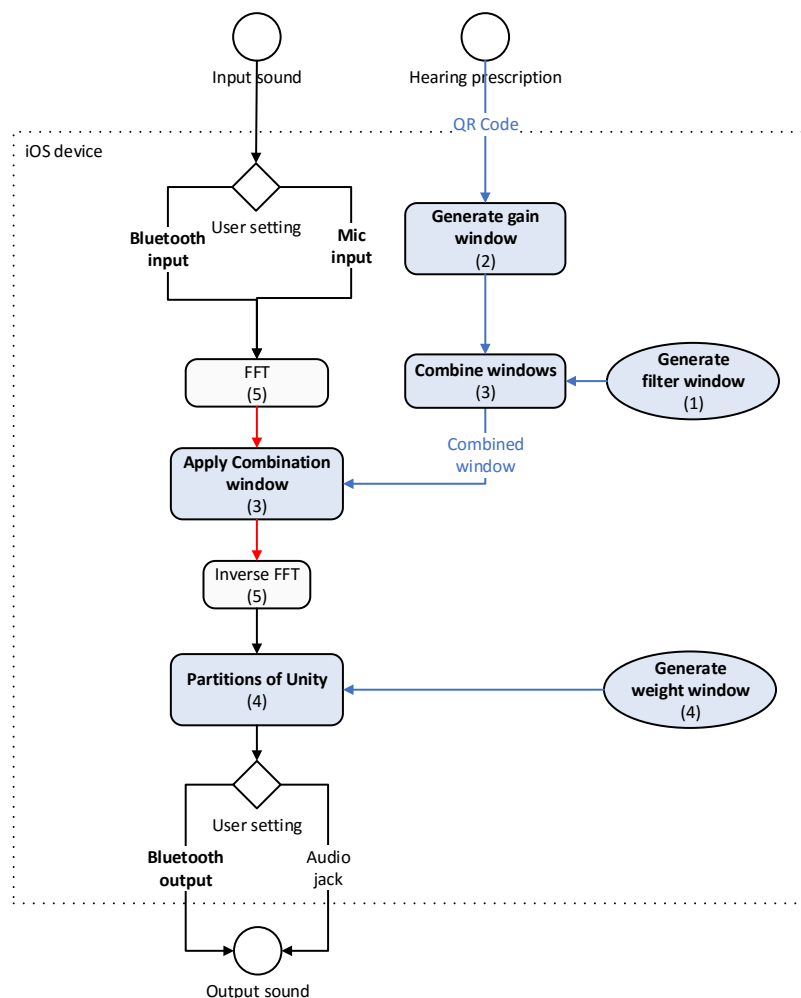 Input sound
Hearing prescription
QR Code
iOS device
User setting
Bluetooth
input
Mic
input
Generate gain
window
(2)
FFT
(5)
Combine windows
(3)
Generate
filter window
(1)
Combined
window
Apply Combination
window
(3)
Inverse FFT
(5)
Partitions of Unity
(4)
Generate
weight window
(4)
User setting
Bluetooth
output
Audio
jack
Output sound